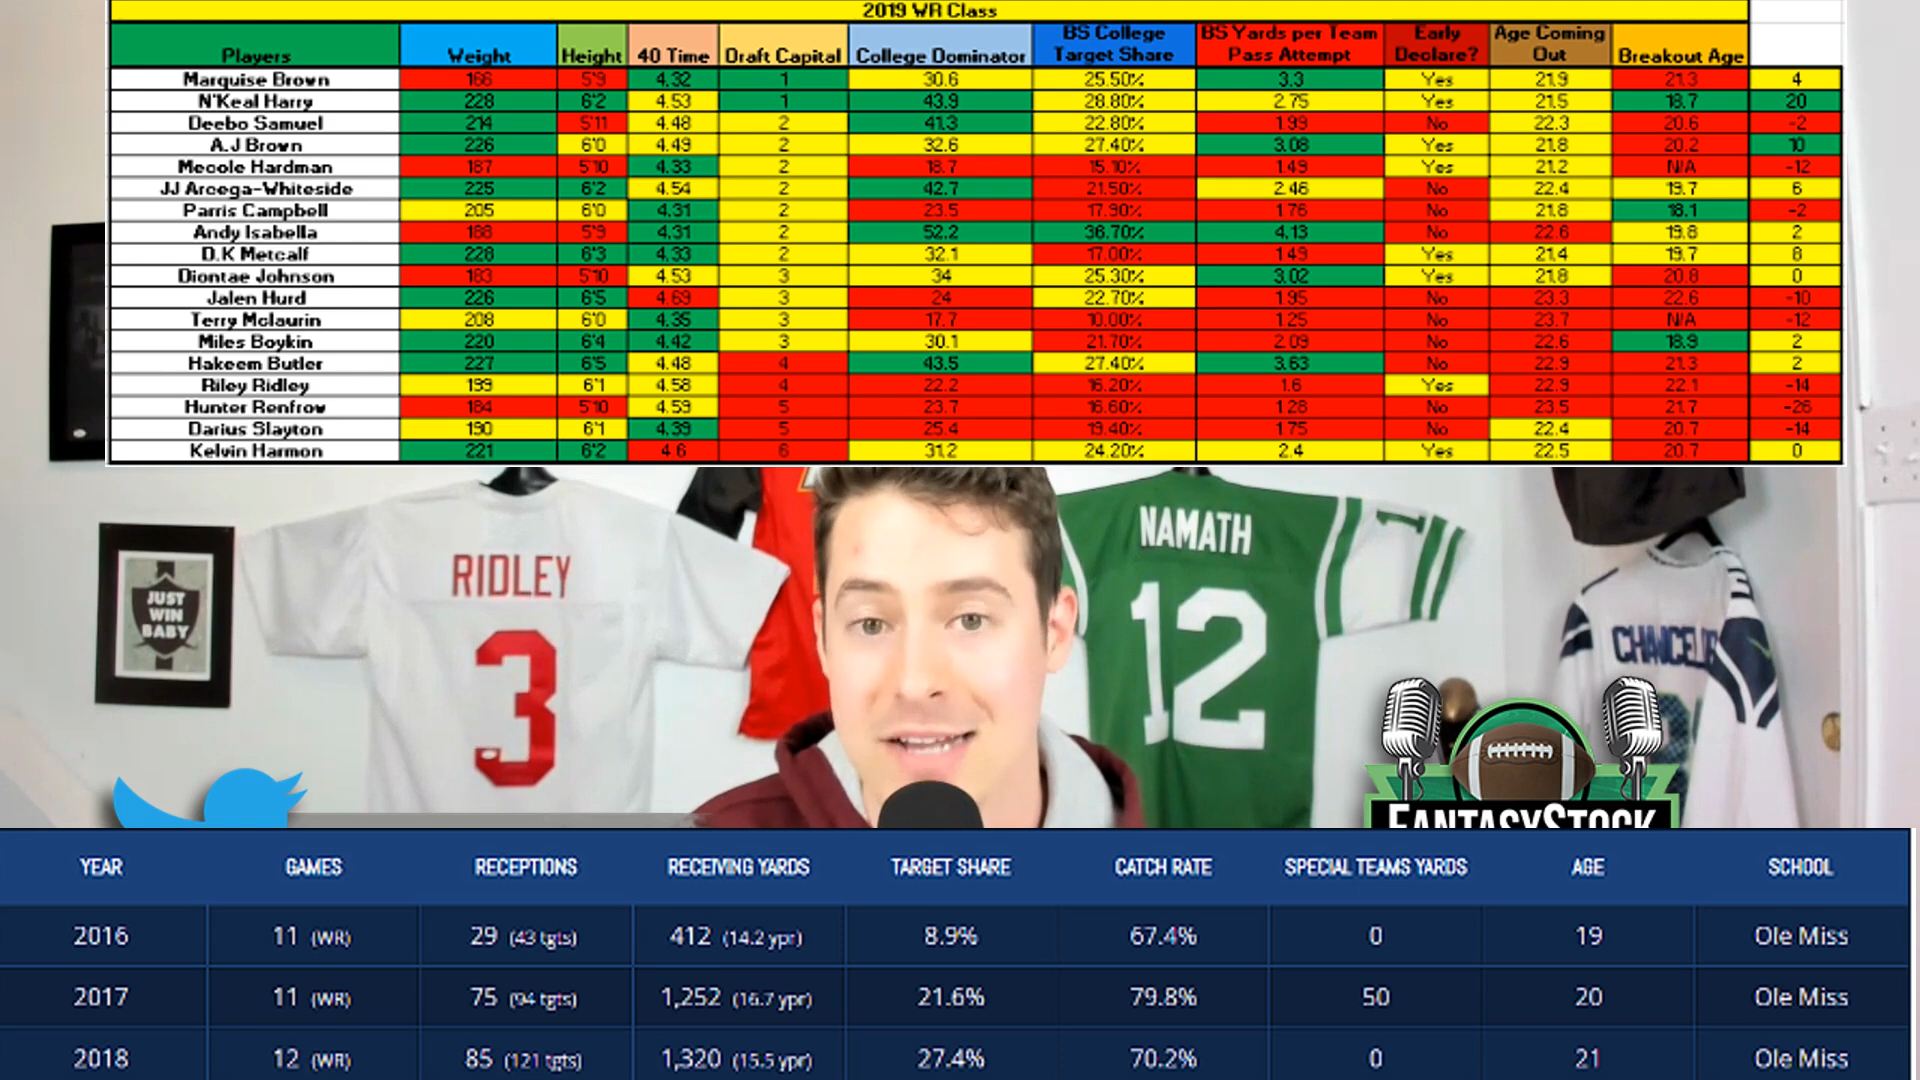 2019 WR Class
Players Weight Height 40 Time Draft Capital College Dominator BS College Target Share BS Yards per Team Pass Attempt Early Declare? Age Coming Out Breakout Age
Marquise Brown 166 5'9 4.32 1 30.6 25.50% 3.3 Yes 21.9 21.3 4
N'Keal Harry 228 6'2 4.53 1 43.9 28.80% 2.75 Yes 21.5 18.7 20
Deebo Samuel 214 5'11 4.48 2 41.3 22.80% 1.99 No 22.3 20.6 -2
A.J Brown 226 6'0 4.49 2 32.6 27.40% 3.08 Yes 21.8 20.2 10
Mecole Hardman 187 5'10 4.33 2 18.7 15.10% 1.49 Yes 21.2 N/A -12
JJ Arcega-Whiteside 225 6'2 4.54 2 42.7 21.50% 2.46 No 22.4 19.7 6
Parris Campbell 205 6'0 4.31 2 23.5 17.90% 1.76 No 21.8 18.1 -2
Andy Isabella 188 5'9 4.31 2 52.2 36.70% 4.13 No 22.6 19.8 2
D.K Metcalf 228 6'3 4.33 2 32.1 17.00% 1.49 Yes 21.4 19.7 8
Diontae Johnson 183 5'10 4.53 3 34 25.30% 3.02 Yes 21.8 20.8 0
Jalen Hurd 226 6'5 4.69 3 24 22.70% 1.95 No 23.3 22.6 -10
Terry Mclaurin 208 6'0 4.35 3 17.7 10.00% 1.25 No 23.7 N/A -12
Miles Boykin 220 6'4 4.42 3 30.1 21.70% 2.09 No 22.6 18.9 2
Hakeem Butler 227 6'5 4.48 4 43.5 27.40% 3.63 No 22.9 21.3 2
Riley Ridley 199 6'1 4.58 4 22.2 16.20% 1.6 Yes 22.9 22.1 -14
Hunter Renfrow 184 5'10 4.59 5 23.7 16.60% 1.28 No 23.5 21.7 -26
Darius Slayton 190 6'1 4.39 5 25.4 19.40% 1.75 No 22.4 20.7 -14
Kelvin Harmon 221 6'2 4.6 6 31.2 24.20% 2.4 Yes 22.5 20.7 0
JUST
WIN
BABY
RIDLEY
3
NAMATH
12
1
FANTASYSTOCK
YEAR GAMES RECEPTIONS RECEIVING YARDS TARGET SHARE CATCH RATE SPECIAL TEAMS YARDS AGE SCHOOL
2016 11 (WR) 29 (43 tgts) 412 (14.2 ypr) 8.9% 67.4% 0 19 Ole Miss
2017 11 (WR) 75 (94 tgts) 1,252 (16.7 ypr) 21.6% 79.8% 50 20 Ole Miss
2018 12 (WR) 85 (121 tgts) 1,320 (15.5 ypr) 27.4% 70.2% 0 21 Ole Miss